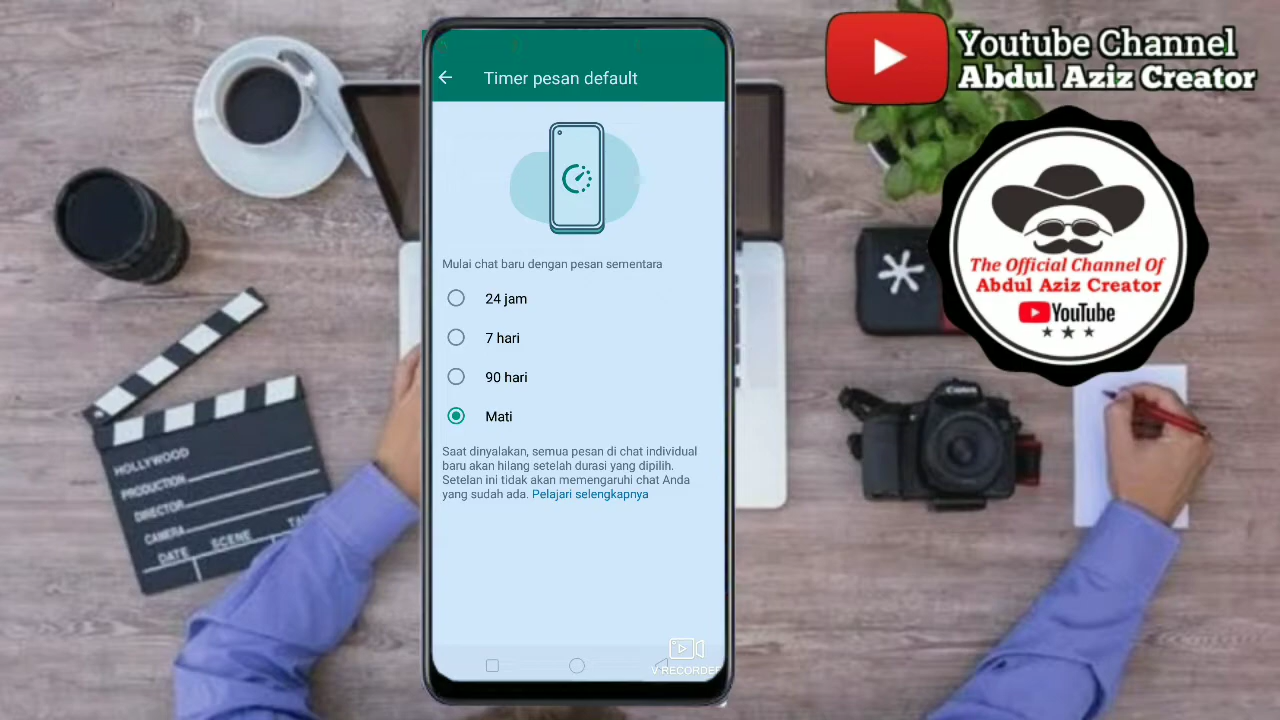 Timer pesan default
Mulai chat baru dengan pesan sementara
24 jam
7 hari
90 hari
Mati
Saat dinyalakan, semua pesan di chat individual
baru akan hilang setelah durasi yang dipilih.
Setelan ini tidak akan memengaruhi chat Anda
yang sudah ada. Pelajari selengkapnya
Youtube Channel
Abdul Aziz Creator
The Official Channel Of
Abdul Aziz Creator
YouTube
HOLLYWOOD
PRODUCTION
DIRECTOR
CAMERA
DATE SCENE
Canon